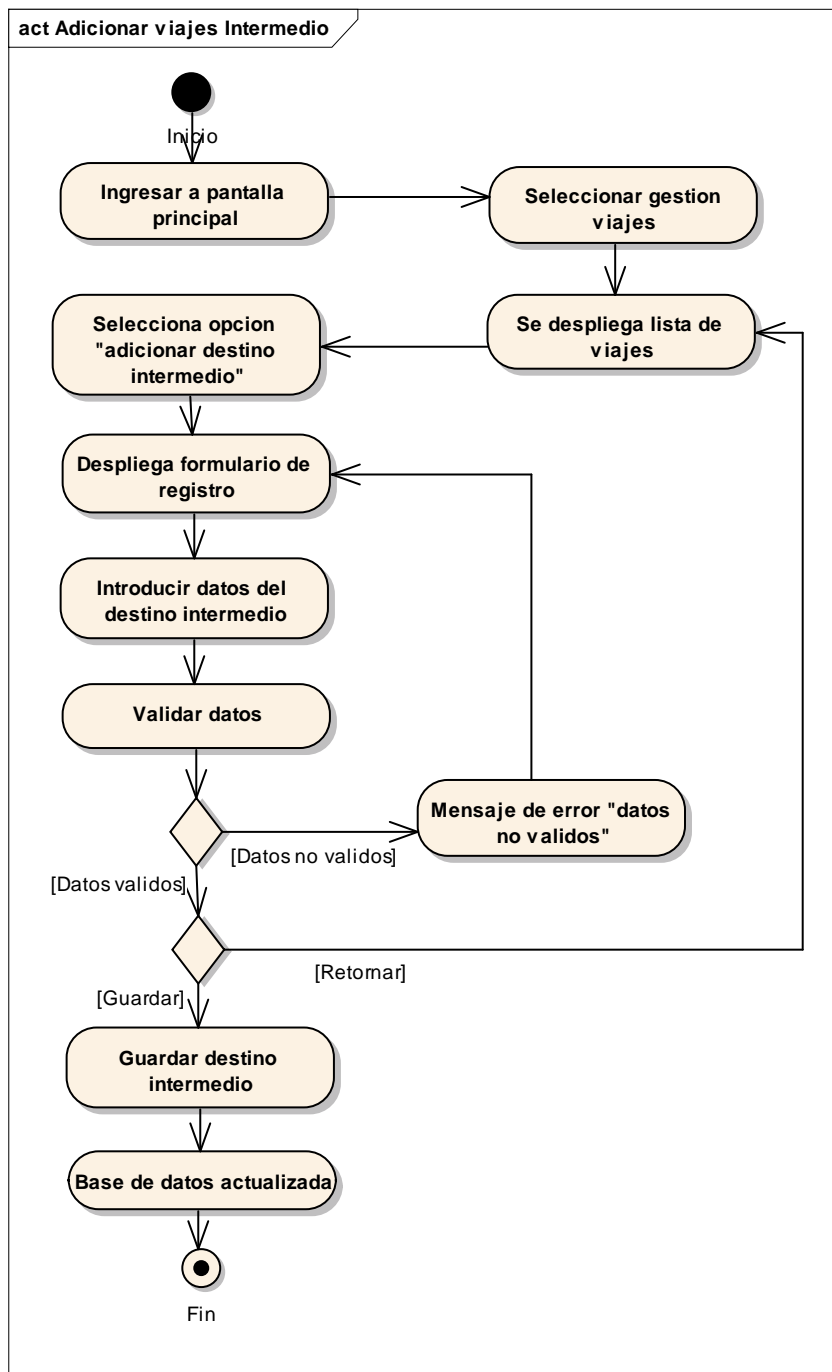 act Adicionar viajes Intermedio
Inicio
Ingresar a pantalla
principal
Seleccionar gestion
viajes
Selecciona opcion
"adicionar destino
intermedio"
Se despliega lista de
viajes
Despliega formulario de
registro
Introducir datos del
destino intermedio
Validar datos
Mensaje de error "datos
no validos"
[Datos no validos]
[Datos validos]
[Retornar]
[Guardar]
Guardar destino
intermedio
Base de datos actualizada
Fin